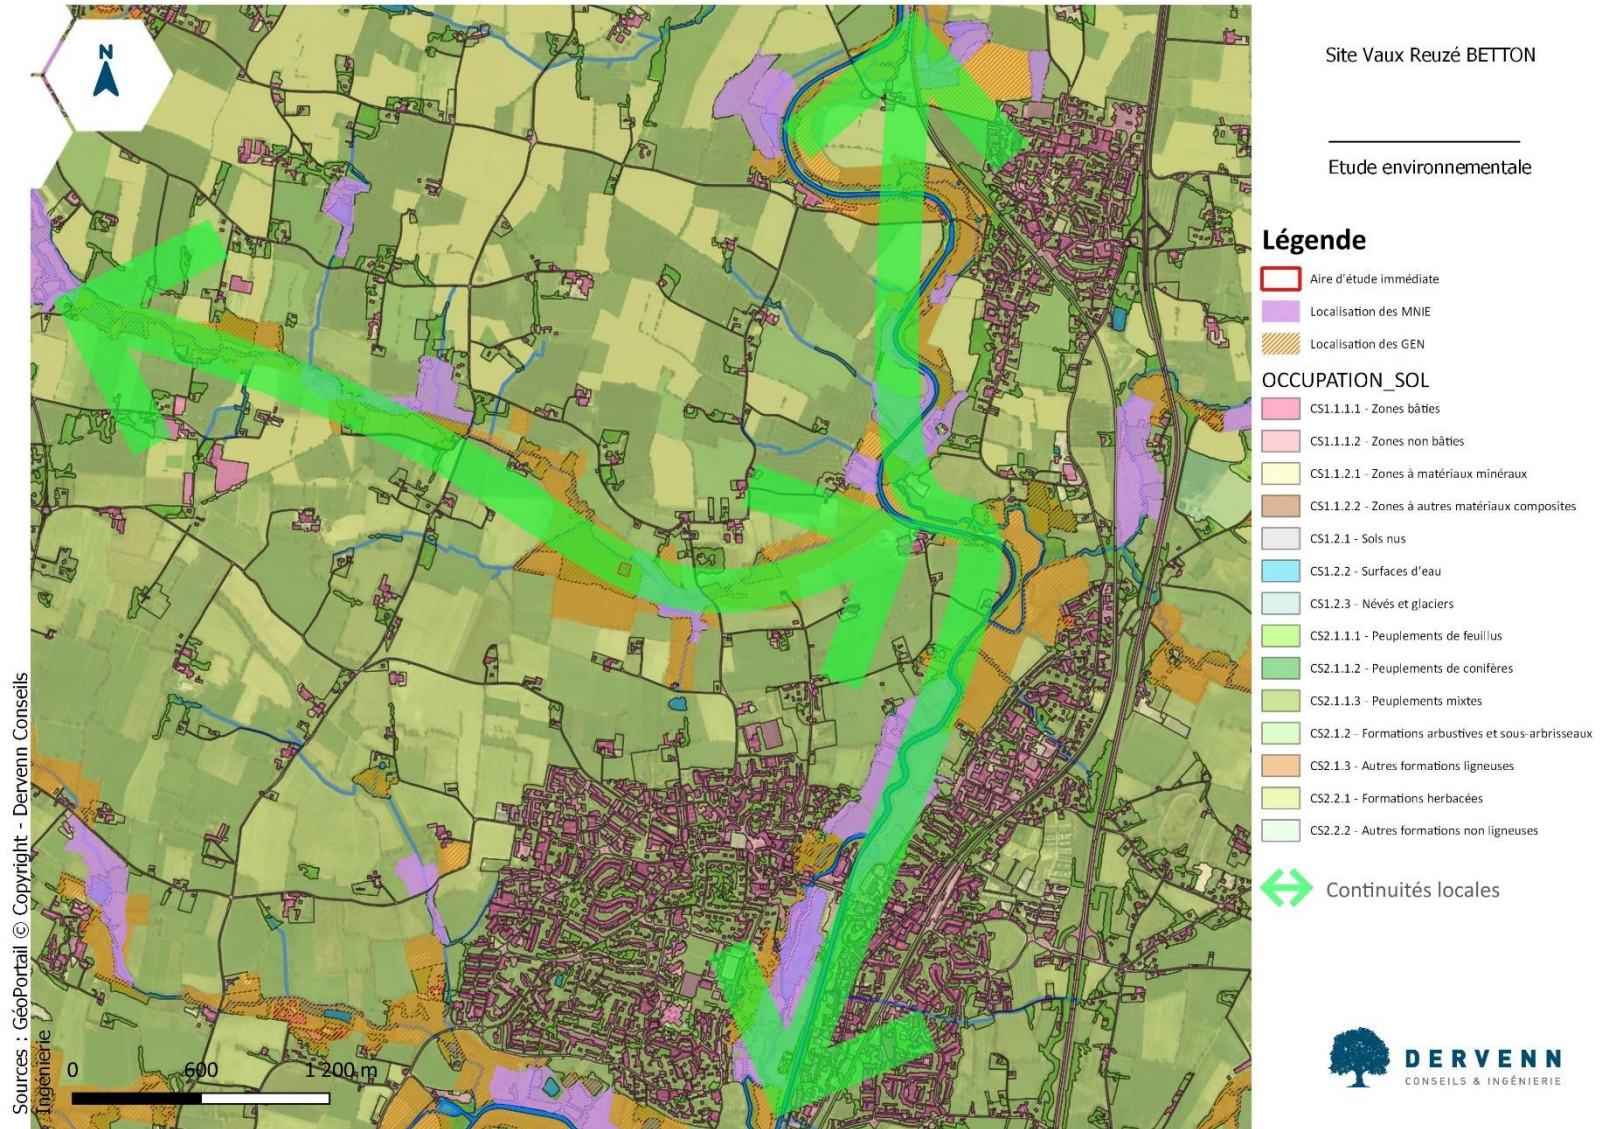 N
Site Vaux Reuzé BETTON
Etude environnementale
Légende
Aire d'étude immédiate
Localisation des MNIE
Localisation des GEN
OCCUPATION_SOL
CS1.1.1.1 - Zones bâties
CS1.1.1.2 - Zones non bâties
CS1.1.2.1 - Zones à matériaux minéraux
CS1.1.2.2 - Zones à autres matériaux composites
CS1.2.1 - Sols nus
CS1.2.2 - Surfaces d'eau
CS1.2.3 - Névés et glaciers
CS2.1.1.1 - Peuplements de feuillus
CS2.1.1.2 - Peuplements de conifères
CS2.1.1.3 - Peuplements mixtes
CS2.1.2 - Formations arbustives et sous-arbrisseaux
CS2.1.3 - Autres formations ligneuses
CS2.2.1 - Formations herbacées
CS2.2.2 - Autres formations non ligneuses
Continuités locales
DERVENN
CONSEILS & INGÉNIERIE
Sources : GéoPortail © Copyright - Dervenn Conseils
Ingénierie
0 600 1 200 m